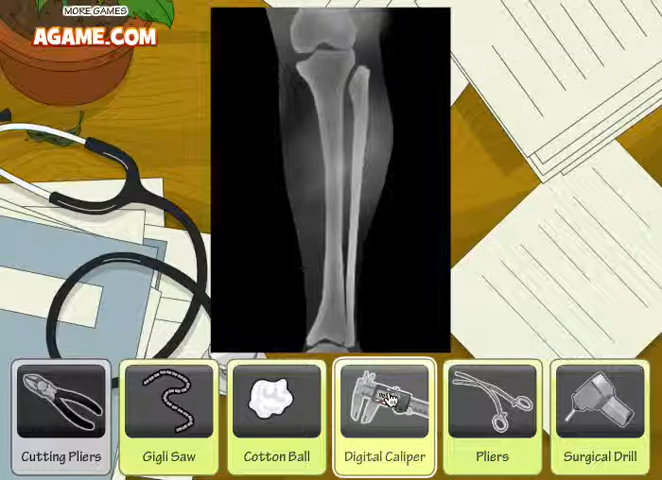 MORE GAMES
AGAME.COM
Cutting Pliers
Gigli Saw
Cotton Ball
Digital Caliper
Pliers
Surgical Drill